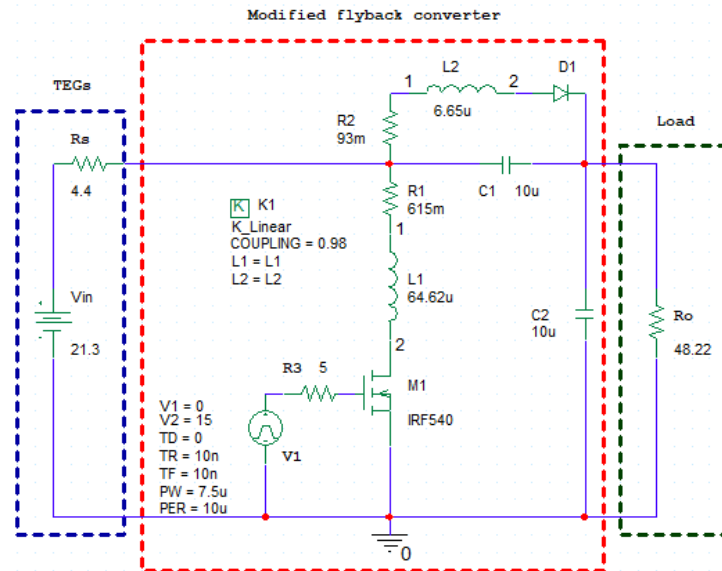 Modified flyback converter
TEGs
Rs
4.4
Vin
21.3
1
L2
2
D1
6.65u
R2
93m
C1
10u
R1
615m
1
K
K1
K_Linear
COUPLING = 0.98
L1 = L1
L2 = L2
L1
64.62u
2
C2
10u
R3
5
M1
IRF540
V1 = 0
V2 = 15
TD = 0
TR = 10n
TF = 10n
PW = 7.5u
PER = 10u
V1
0
Load
Ro
48.22